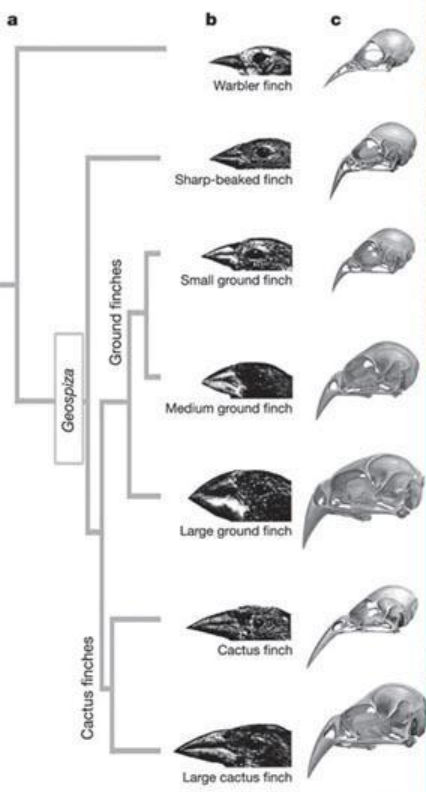 a b c
Warbler finch
Sharp-beaked finch
Ground finches
Small ground finch
Geospiza
Medium ground finch
Large ground finch
Cactus finches
Cactus finch
Large cactus finch